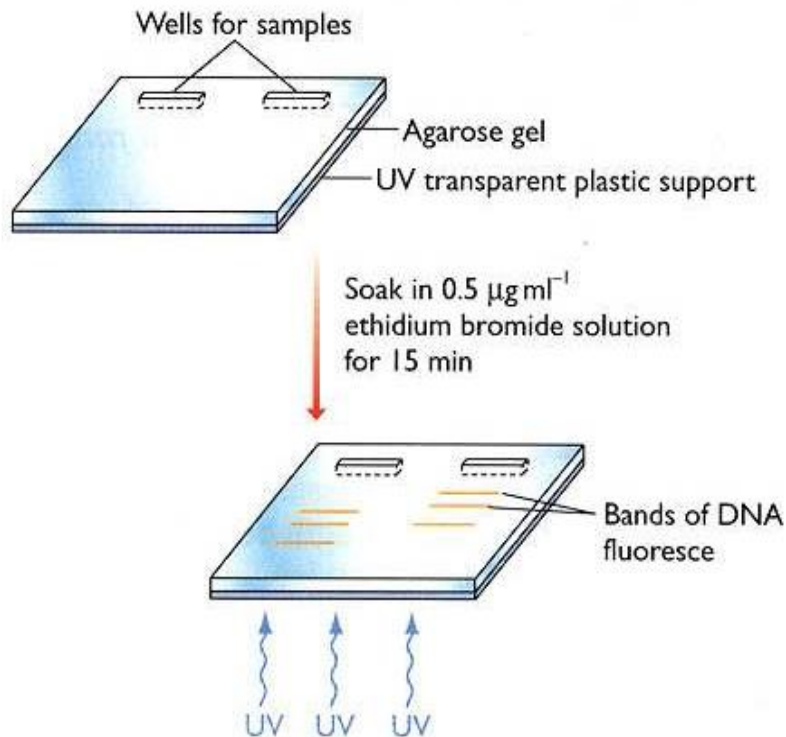 Wells for samples
Agarose gel
UV transparent plastic support
Soak in 0.5 μg ml⁻¹
ethidium bromide solution
for 15 min
Bands of DNA
fluoresce
UV UV UV